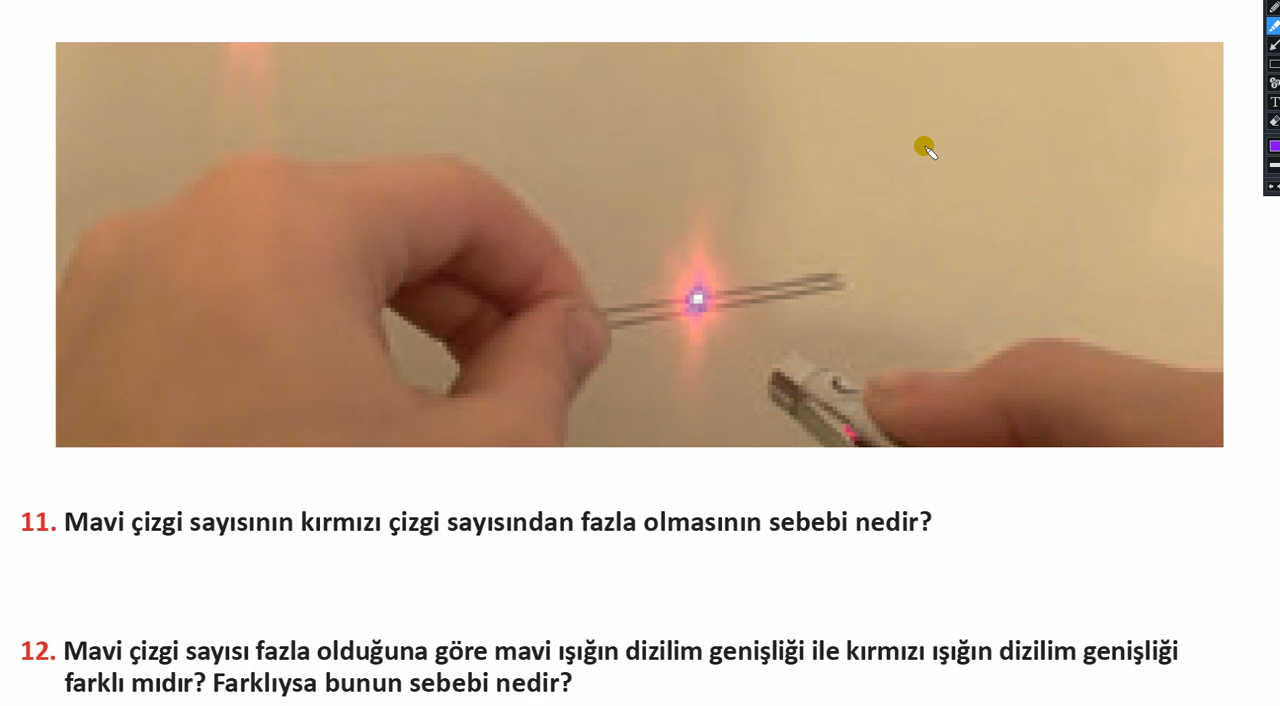 11. Mavi çizgi sayısının kırmızı çizgi sayısından fazla olmasının sebebi nedir?
12. Mavi çizgi sayısı fazla olduğuna göre mavi ışığın dizilim genişliği ile kırmızı ışığın dizilim genişliği
farklı mıdır? Farklıysa bunun sebebi nedir?